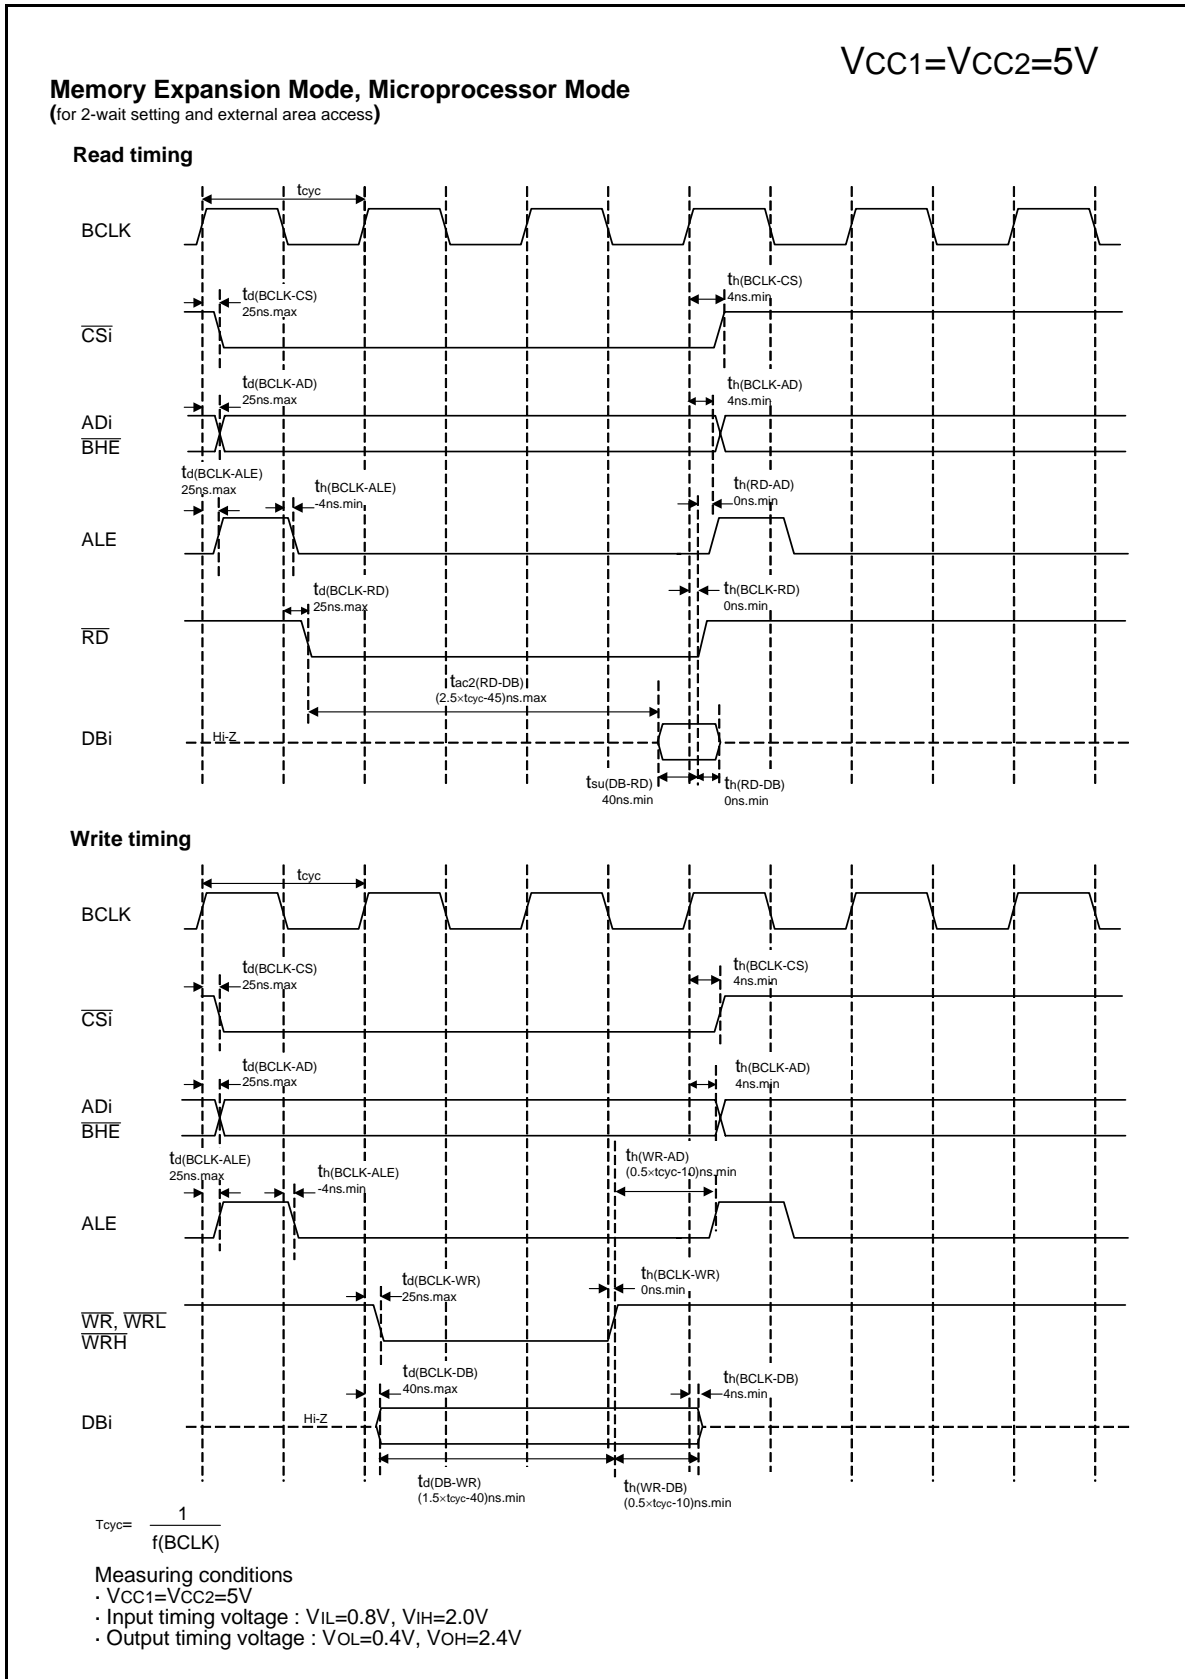 VCC1=VCC2=5V
Memory Expansion Mode, Microprocessor Mode
(for 2-wait setting and external area access)
Read timing
tcyc
BCLK
td(BCLK-CS)
25ns.max
th(BCLK-CS)
4ns.min
CSi
td(BCLK-AD)
25ns.max
th(BCLK-AD)
4ns.min
ADi
BHE
td(BCLK-ALE)
25ns.max
th(BCLK-ALE)
-4ns.min
th(RD-AD)
0ns.min
ALE
td(BCLK-RD)
25ns.max
th(BCLK-RD)
0ns.min
RD
tac2(RD-DB)
(2.5×tcyc-45)ns.max
DBi
Hi-Z
tsu(DB-RD)
40ns.min
th(RD-DB)
0ns.min
Write timing
tcyc
BCLK
td(BCLK-CS)
25ns.max
th(BCLK-CS)
4ns.min
CSi
td(BCLK-AD)
25ns.max
th(BCLK-AD)
4ns.min
ADi
BHE
td(BCLK-ALE)
25ns.max
th(BCLK-ALE)
-4ns.min
th(WR-AD)
(0.5×tcyc-10)ns.min
ALE
td(BCLK-WR)
25ns.max
th(BCLK-WR)
0ns.min
WR, WRL
WRH
td(BCLK-DB)
40ns.max
th(BCLK-DB)
4ns.min
DBi
Hi-Z
td(DB-WR)
(1.5×tcyc-40)ns.min
th(WR-DB)
(0.5×tcyc-10)ns.min
Tcyc= 1
f(BCLK)
Measuring conditions
· VCC1=VCC2=5V
· Input timing voltage : VIL=0.8V, VIH=2.0V
· Output timing voltage : VOL=0.4V, VOH=2.4V